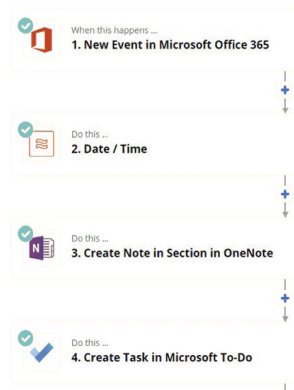 When this happens ...
1. New Event in Microsoft Office 365
Do this ...
2. Date / Time
Do this ...
N
3. Create Note in Section in OneNote
Do this ...
4. Create Task in Microsoft To-Do